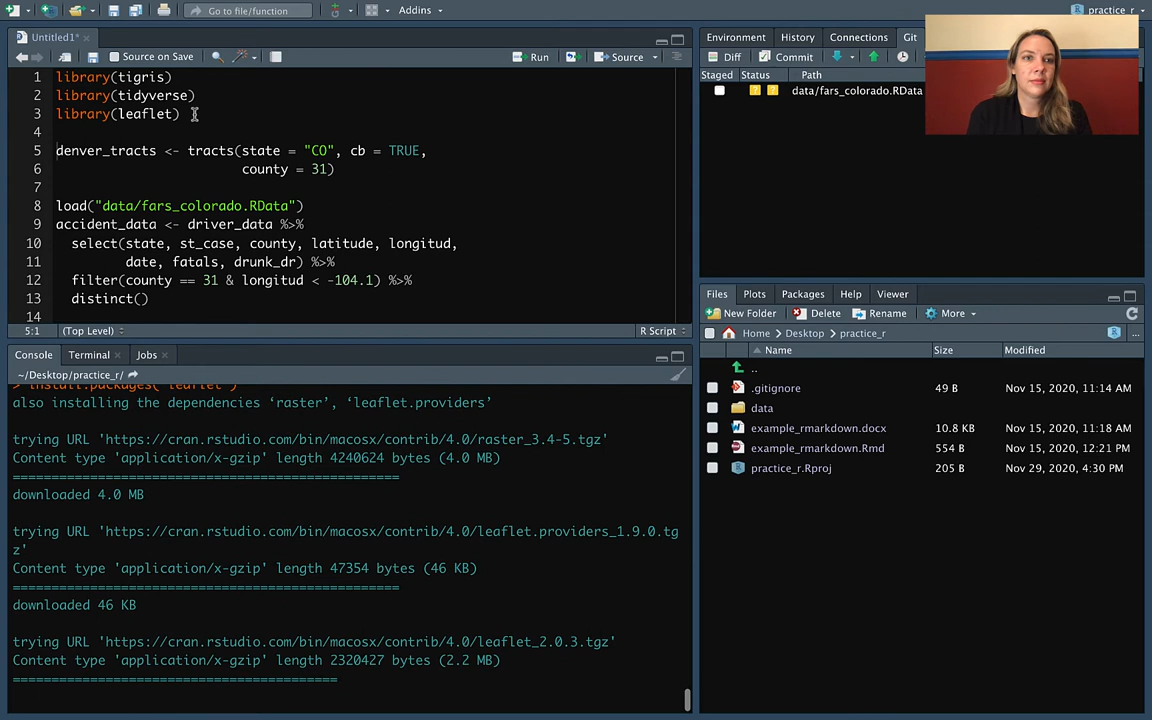 Go to file/function
Addins
practice_r
Untitled1*
Source on Save
Run
Source
1 library(tigris)
2 library(tidyverse)
3 library(leaflet)
4
5 denver_tracts <- tracts(state = "CO", cb = TRUE,
6 county = 31)
7
8 load("data/fars_colorado.RData")
9 accident_data <- driver_data %>%
10 select(state, st_case, county, latitude, longitud,
11 date, fatals, drunk_dr) %>%
12 filter(county == 31 & longitud < -104.1) %>%
13 distinct()
14
5:1 (Top Level) R Script
Console Terminal Jobs
~/Desktop/practice_r/
> install.packages("leaflet")
also installing the dependencies ‘raster’, ‘leaflet.providers’
trying URL 'https://cran.rstudio.com/bin/macosx/contrib/4.0/raster_3.4-5.tgz'
Content type 'application/x-gzip' length 4240624 bytes (4.0 MB)
==================================================
downloaded 4.0 MB
trying URL 'https://cran.rstudio.com/bin/macosx/contrib/4.0/leaflet.providers_1.9.0.tg
z'
Content type 'application/x-gzip' length 47354 bytes (46 KB)
==================================================
downloaded 46 KB
trying URL 'https://cran.rstudio.com/bin/macosx/contrib/4.0/leaflet_2.0.3.tgz'
Content type 'application/x-gzip' length 2320427 bytes (2.2 MB)
==========================================
Environment History Connections Git
Diff Commit
Staged Status Path
? ? data/fars_colorado.RData
Files Plots Packages Help Viewer
New Folder Delete Rename More
Home Desktop practice_r ...
Name Size Modified
..
.gitignore 49 B Nov 15, 2020, 11:14 AM
data
example_rmarkdown.docx 10.8 KB Nov 15, 2020, 11:18 AM
example_rmarkdown.Rmd 554 B Nov 15, 2020, 12:21 PM
practice_r.Rproj 205 B Nov 29, 2020, 4:30 PM